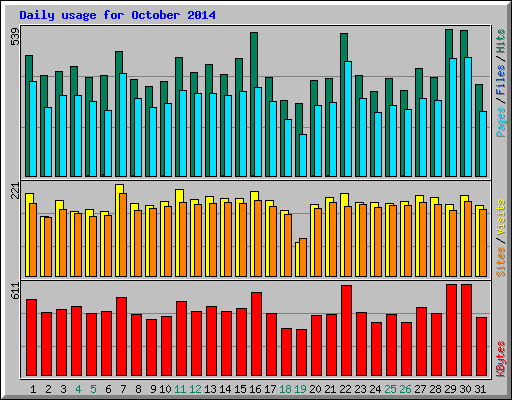 Daily usage for October 2014
539
Pages / Files / Hits
221
Sites / Visits
611
KBytes
1 2 3 4 5 6 7 8 9 10 11 12 13 14 15 16 17 18 19 20 21 22 23 24 25 26 27 28 29 30 31